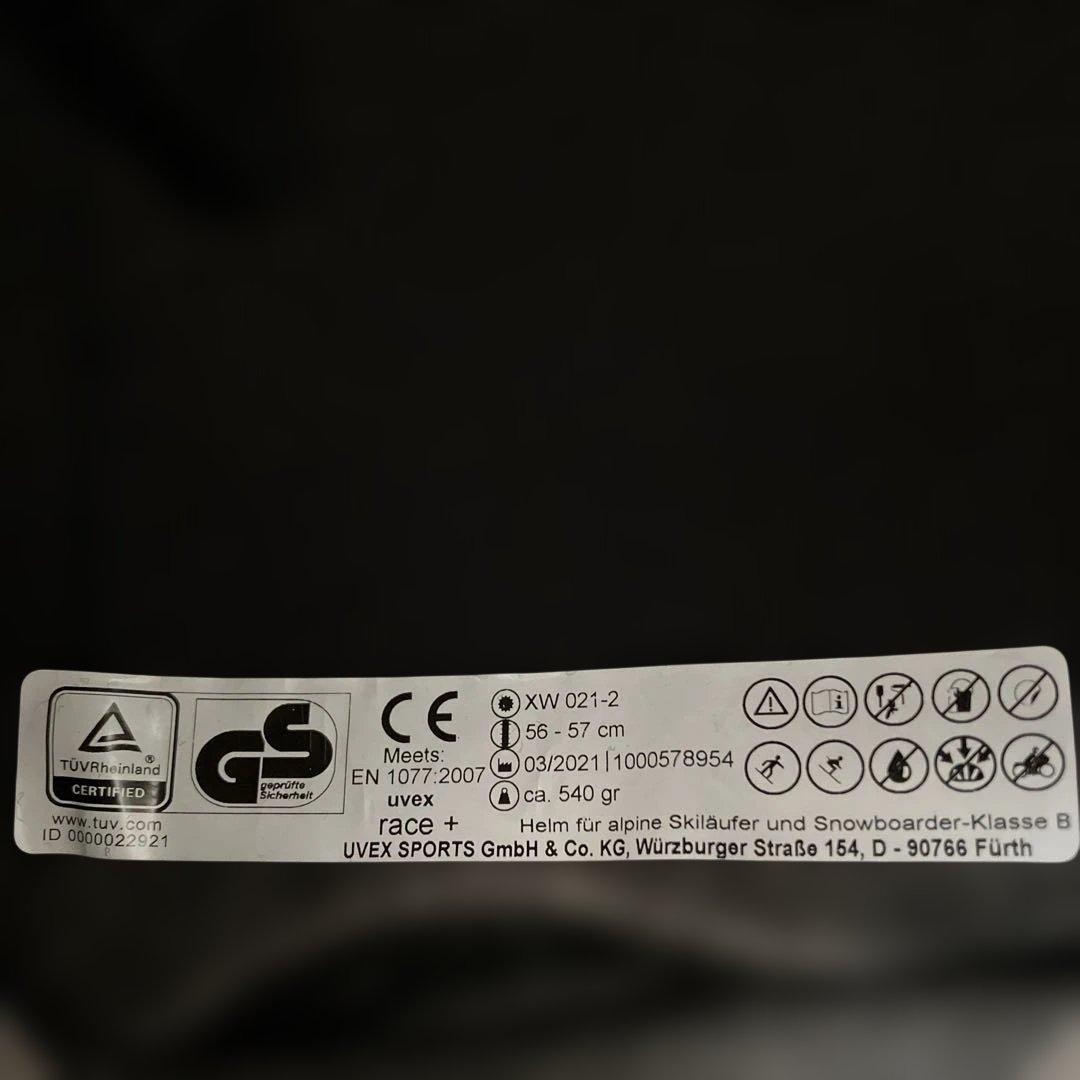 TÜVRheinland®
CERTIFIED
www.tuv.com
ID 0000022921
GS
geprüfte
Sicherheit
CE
Meets:
EN 1077:2007
uvex
race +
XW 021-2
56 - 57 cm
03/2021|1000578954
ca. 540 gr
Helm für alpine Skiläufer und Snowboarder-Klasse B
UVEX SPORTS GmbH & Co. KG, Würzburger Straße 154, D - 90766 Fürth